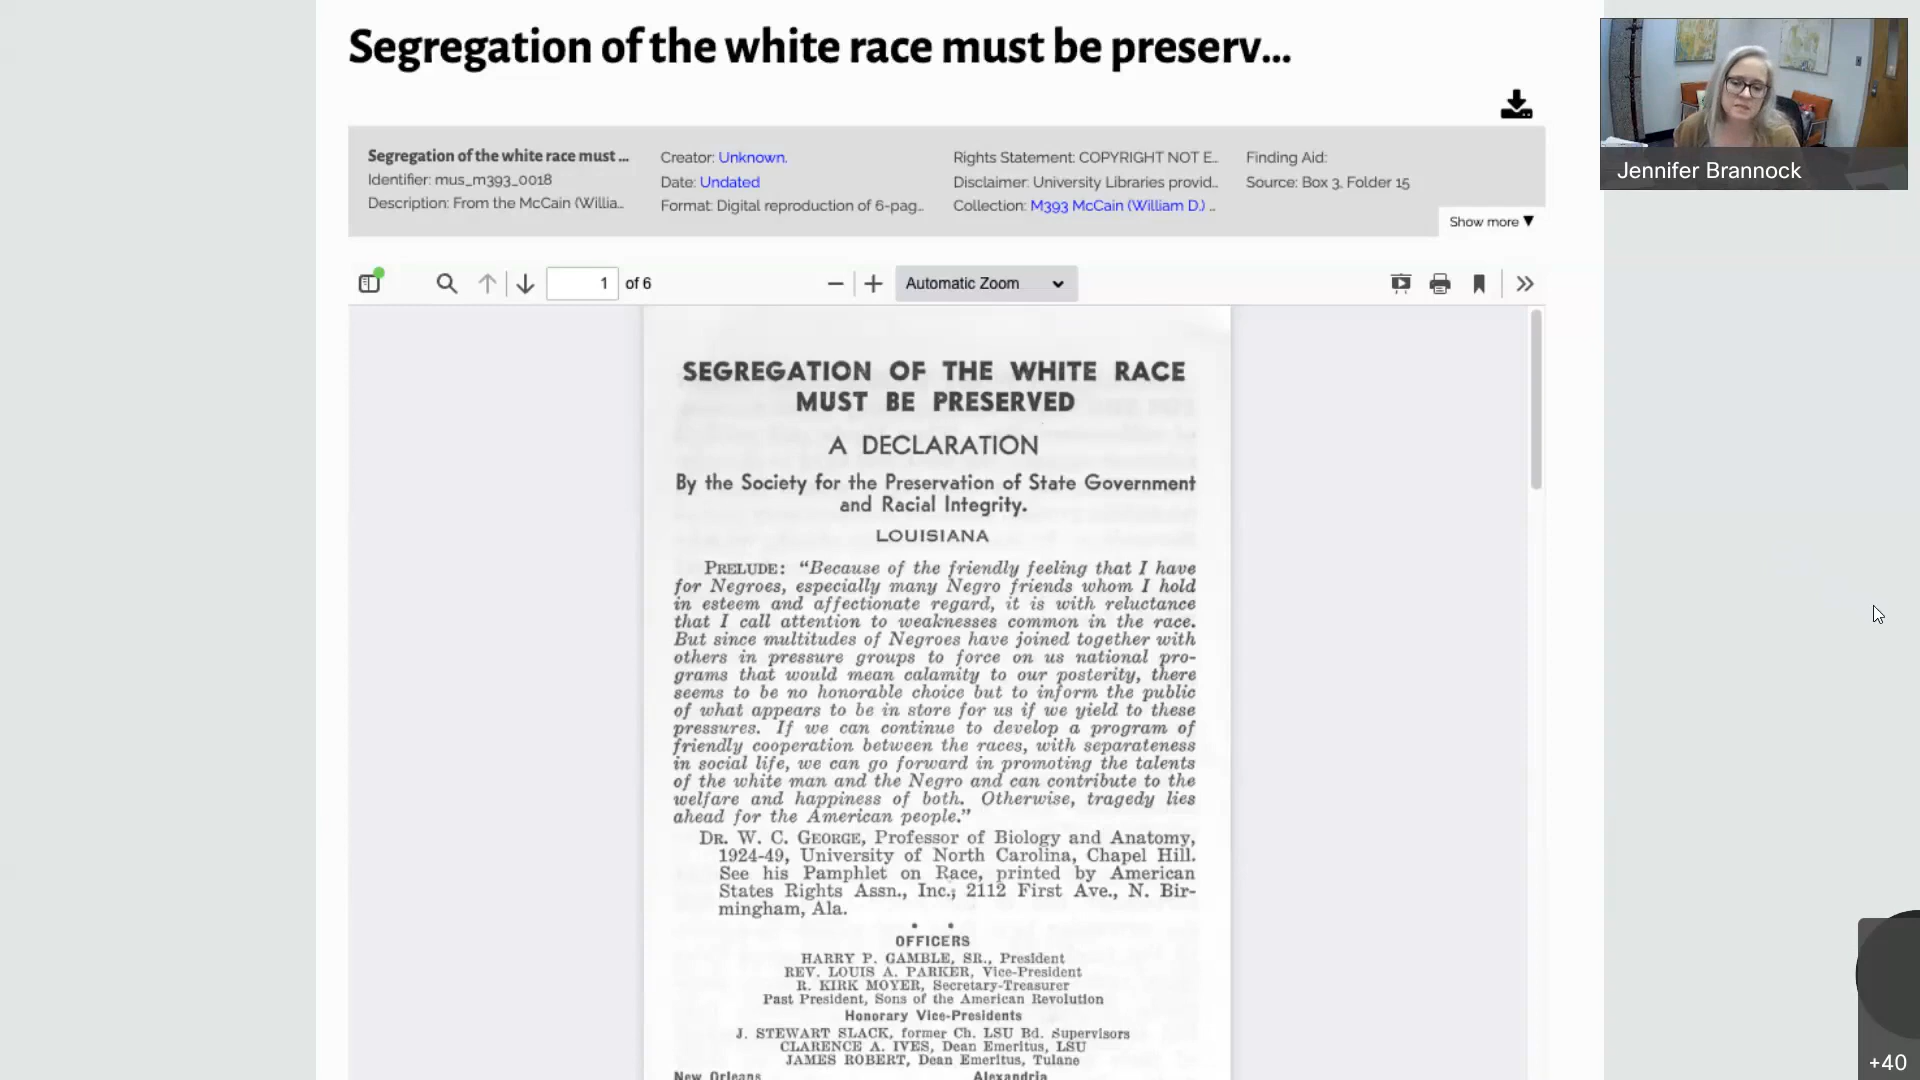 Segregation of the white race must be preserv...
Segregation of the white race must ...
Identifier: mus_m393_0018
Description: From the McCain (Willia...
Creator: Unknown.
Date: Undated
Format: Digital reproduction of 6-pag...
Rights Statement: COPYRIGHT NOT E...
Disclaimer: University Libraries provid...
Collection: M393 McCain (William D.) ..
Finding Aid:
Source: Box 3, Folder 15
Show more ▼
1 of 6
Automatic Zoom
SEGREGATION OF THE WHITE RACE
MUST BE PRESERVED
A DECLARATION
By the Society for the Preservation of State Government
and Racial Integrity.
LOUISIANA
PRELUDE: "Because of the friendly feeling that I have
for Negroes, especially many Negro friends whom I hold
in esteem and affectionate regard, it is with reluctance
that I call attention to weaknesses common in the race.
But since multitudes of Negroes have joined together with
others in pressure groups to force on us national pro-
grams that would mean calamity to our posterity, there
seems to be no honorable choice but to inform the public
of what appears to be in store for us if we yield to these
pressures. If we can continue to develop a program of
friendly cooperation between the races, with separateness
in social life, we can go forward in promoting the talents
of the white man and the Negro and can contribute to the
welfare and happiness of both. Otherwise, tragedy lies
ahead for the American people."
DR. W. C. GEORGE, Professor of Biology and Anatomy,
1924-49, University of North Carolina, Chapel Hill.
See his Pamphlet on Race, printed by American
States Rights Assn., Inc.; 2112 First Ave., N. Bir-
mingham, Ala.
OFFICERS
HARRY P. GAMBLE, SR., President
REV. LOUIS A. PARKER, Vice-President
R. KIRK MOYER, Secretary-Treasurer
Past President, Sons of the American Revolution
Honorary Vice-Presidents
J. STEWART SLACK, former Ch. LSU Bd. Supervisors
CLARENCE A. IVES, Dean Emeritus, LSU
JAMES ROBERT, Dean Emeritus, Tulane
New Orleans Alexandria
Jennifer Brannock
+40